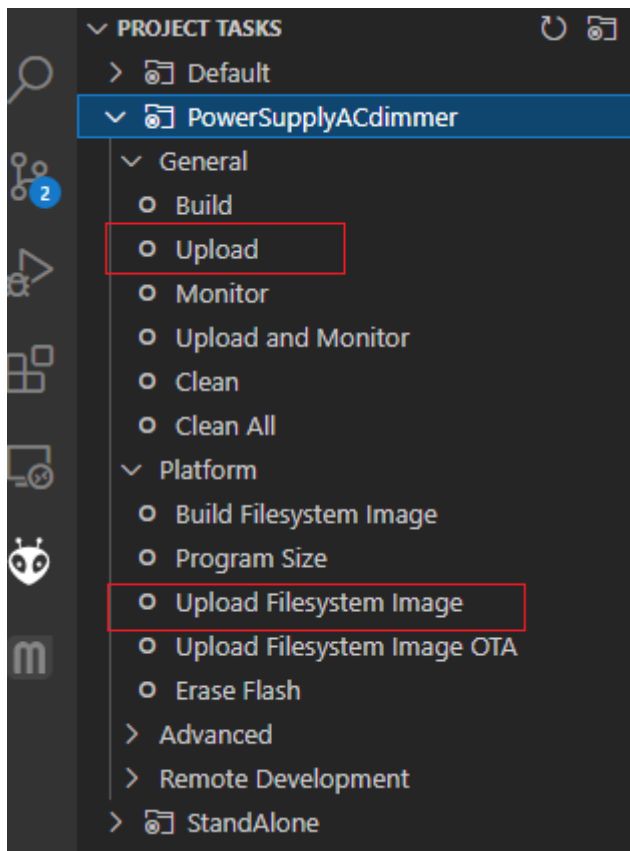 PROJECT TASKS
Default
PowerSupplyACdimmer
General
Build
2
Upload
Monitor
Upload and Monitor
Clean
Clean All
Platform
Build Filesystem Image
Program Size
Upload Filesystem Image
m
Upload Filesystem Image OTA
Erase Flash
Advanced
Remote Development
StandAlone